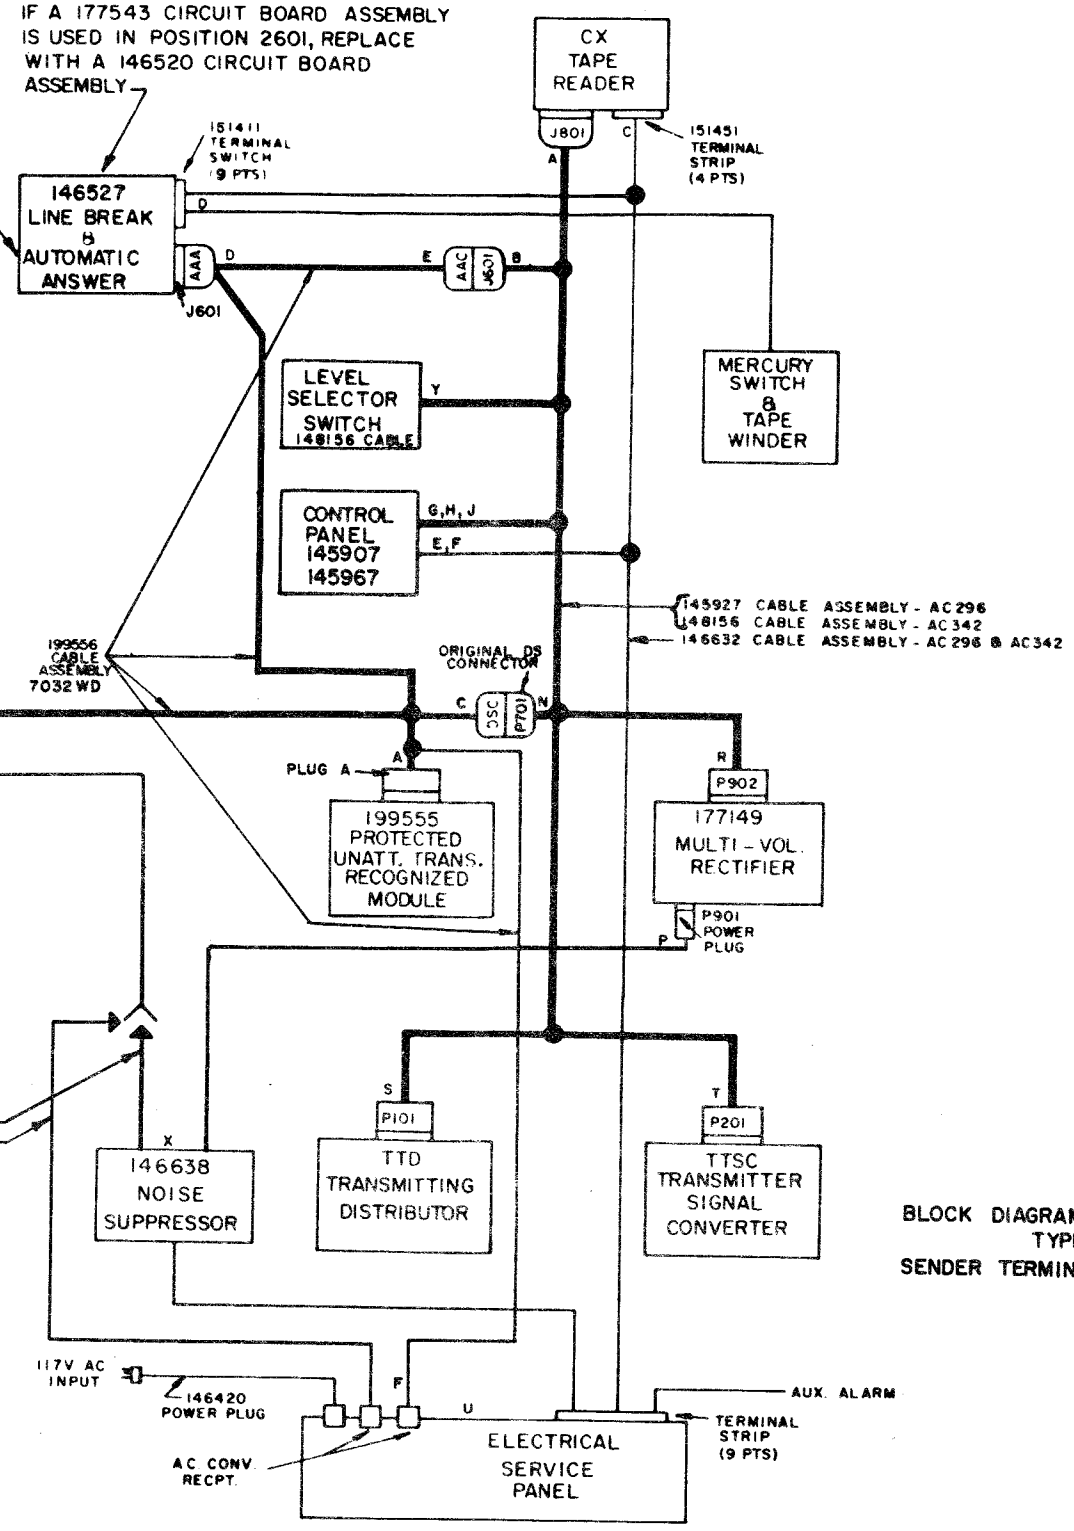 IF A 177543 CIRCUIT BOARD ASSEMBLY
IS USED IN POSITION 2601, REPLACE
WITH A 146520 CIRCUIT BOARD
ASSEMBLY
CX
TAPE
READER
J801
C
A
151451
TERMINAL
STRIP
(4 PTS)
151411
TERMINAL
SWITCH
(9 PTS)
146527
LINE BREAK
&
AUTOMATIC
ANSWER
D
AAA
D
J601
E
AAC
J601
B
LEVEL
SELECTOR
SWITCH
148156 CABLE
Y
MERCURY
SWITCH
&
TAPE
WINDER
CONTROL
PANEL
145907
145967
G,H,J
E,F
145927 CABLE ASSEMBLY - AC296
148156 CABLE ASSEMBLY - AC342
146632 CABLE ASSEMBLY - AC296 & AC342
199556
CABLE
ASSEMBLY
7032 WD
ORIGINAL DS
CONNECTOR
C
DSC
P701
N
A
PLUG A
199555
PROTECTED
UNATT. TRANS.
RECOGNIZED
MODULE
R
P902
177149
MULTI-VOL.
RECTIFIER
P901
POWER
PLUG
P
S
P101
TTD
TRANSMITTING
DISTRIBUTOR
T
P201
TTSC
TRANSMITTER
SIGNAL
CONVERTER
X
146638
NOISE
SUPPRESSOR
BLOCK DIAGRAM
TYP
SENDER TERMIN
117V AC
INPUT
146420
POWER PLUG
F
U
AUX. ALARM
TERMINAL
STRIP
(9 PTS)
A.C. CONV.
RECPT.
ELECTRICAL
SERVICE
PANEL